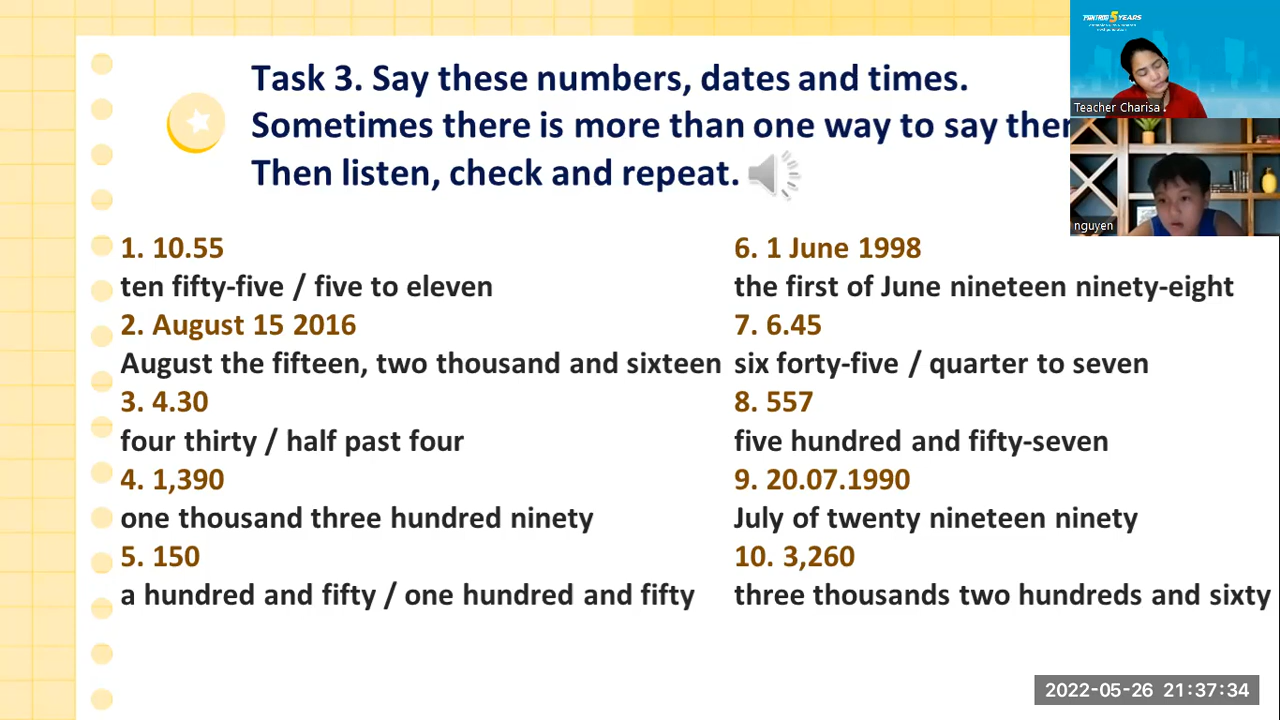 Task 3. Say these numbers, dates and times.
Sometimes there is more than one way to say
Then listen, check and repeat.
5 YEARS
Teacher Charisa
nguyen
1. 10.55
ten fifty-five / five to eleven
2. August 15 2016
August the fifteen, two thousand and sixteen
3. 4.30
four thirty / half past four
4. 1,390
one thousand three hundred ninety
5. 150
a hundred and fifty / one hundred and fifty
6. 1 June 1998
the first of June nineteen ninety-eight
7. 6.45
six forty-five / quarter to seven
8. 557
five hundred and fifty-seven
9. 20.07.1990
July of twenty nineteen ninety
10. 3,260
three thousands two hundreds and sixty
2022-05-26 21:37:34